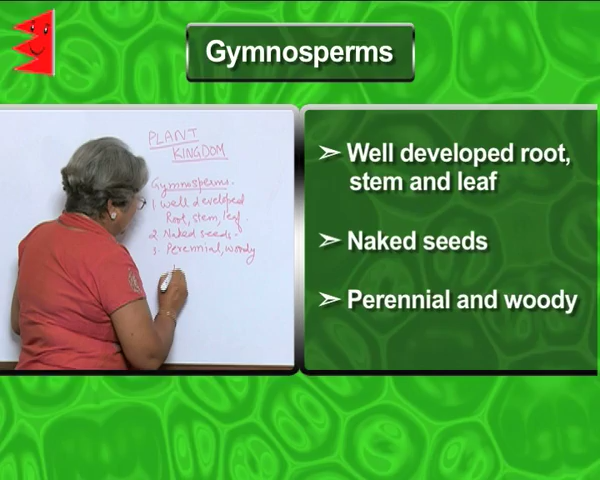 Gymnosperms
PLANT
KINGDOM
Gymnosperms.
1 Well developed
Root, stem, leaf.
2. Naked seeds-
3. Perennial, woody
➢ Well developed root,
stem and leaf
➢ Naked seeds
➢ Perennial and woody